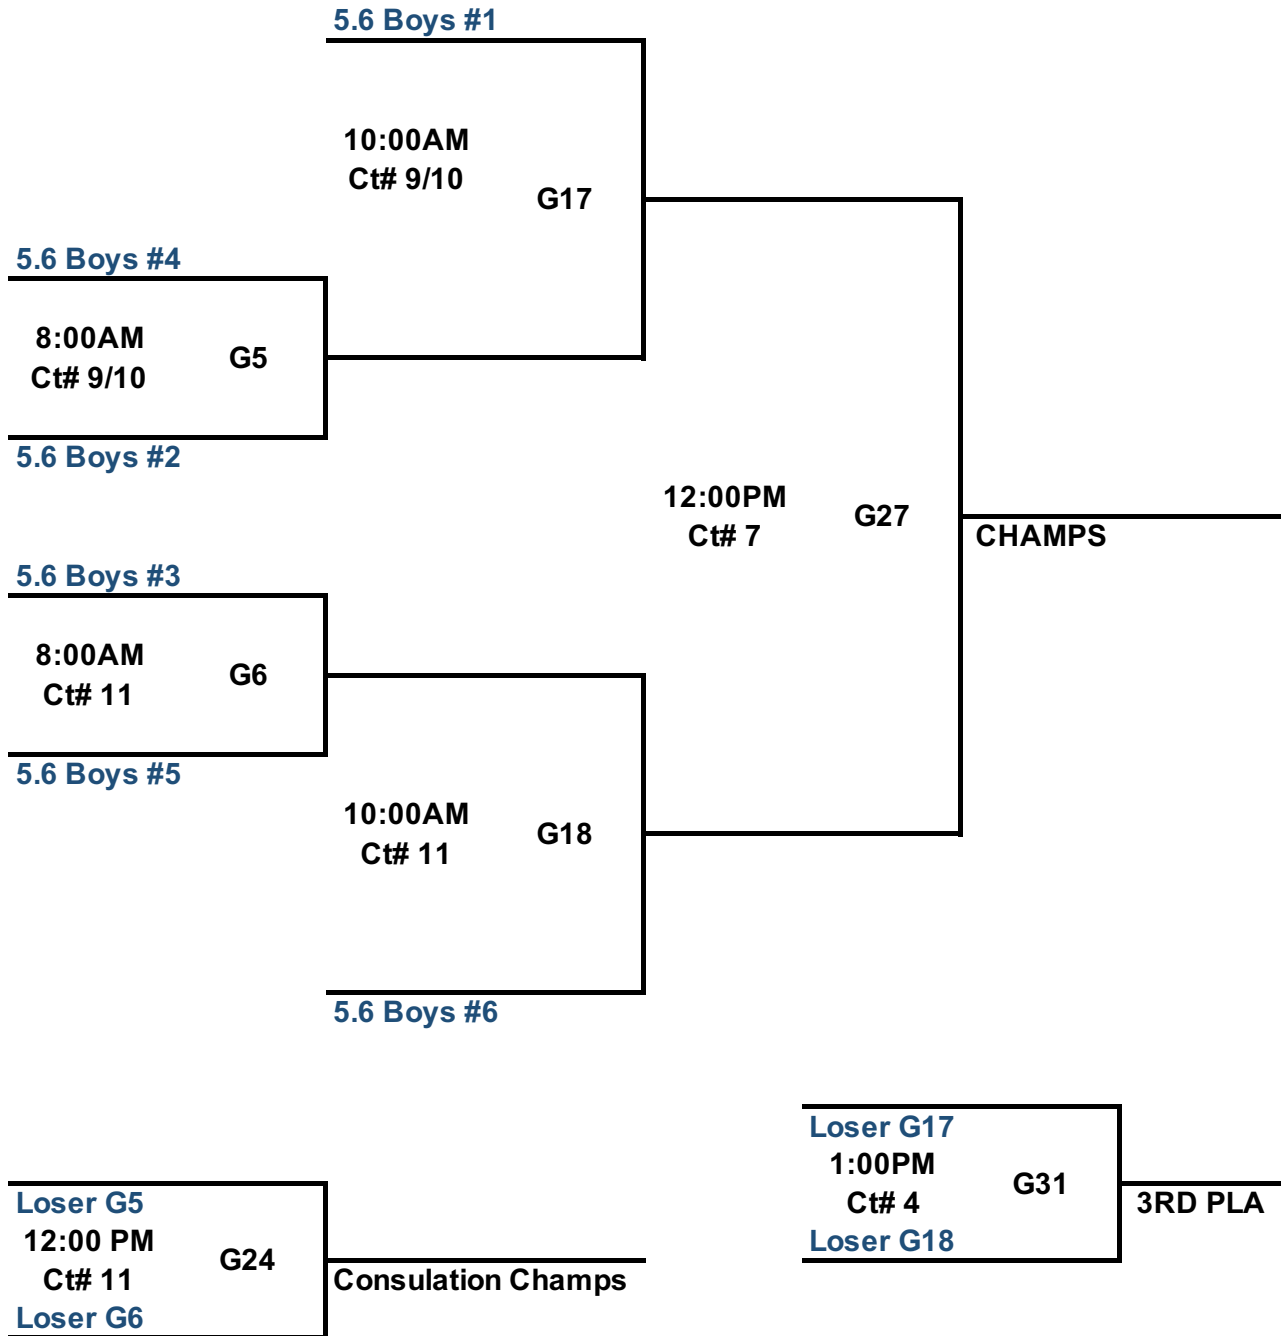 5.6 Boys #1
10:00AM
Ct# 9/10
G17
5.6 Boys #4
8:00AM
Ct# 9/10
G5
5.6 Boys #2
12:00PM
Ct# 7
G27
CHAMPS
5.6 Boys #3
8:00AM
Ct# 11
G6
5.6 Boys #5
10:00AM
Ct# 11
G18
5.6 Boys #6
Loser G17
1:00PM
Ct# 4
G31
Loser G18
3RD PLA
Loser G5
12:00 PM
Ct# 11
G24
Loser G6
Consulation Champs